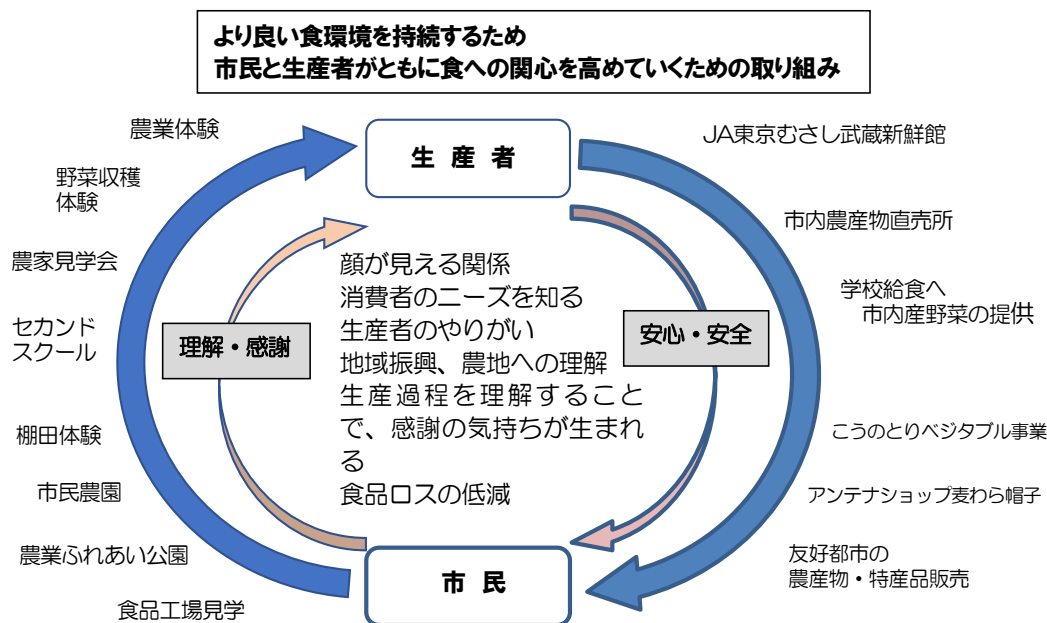 より良い食環境を持続するため
市民と生産者がともに食への関心を高めていくための取り組み
生産者
農業体験
野菜収穫
体験
農家見学会
セカンド
スクール
棚田体験
市民農園
農業ふれあい公園
食品工場見学
理解・感謝
顔が見える関係
消費者のニーズを知る
生産者のやりがい
地域振興、農地への理解
生産過程を理解すること
で、感謝の気持ちが生まれ
る
食品ロスの低減
安心・安全
JA東京むさし武蔵新鮮館
市内農産物直売所
学校給食へ
市内産野菜の提供
こうのとりベジタブル事業
アンテナショップ麦わら帽子
友好都市の
農産物・特産品販売
市民